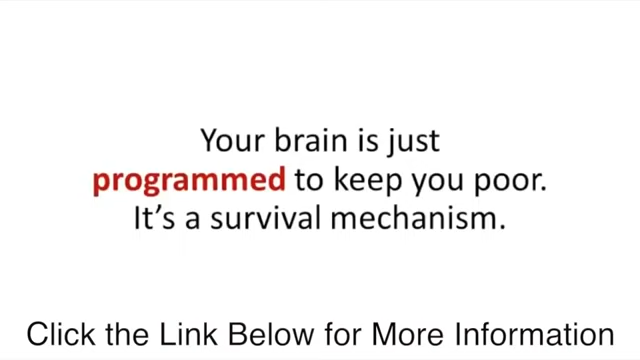 Your brain is just
programmed to keep you poor.
It’s a survival mechanism.
Click the Link Below for More Information